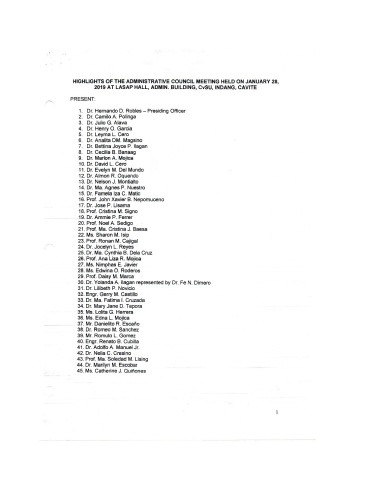 HIGHLIGHTS OF THE ADMINISTRATIVE COUNCIL MEETING HELD ON JANUARY 28,
2019 AT LASAP HALL, ADMIN. BUILDING, CvSU, INDANG, CAVITE
PRESENT:
1. Dr. Hernando D. Robles – Presiding Officer
2. Dr. Camilo A. Polinga
3. Dr. Julio G. Alava
4. Dr. Henry O. Garcia
5. Dr. Leyma L. Cero
6. Dr. Analita DM. Magsino
7. Dr. Bettina Joyce P. Ilagan
8. Dr. Cecilia B. Banaag
9. Dr. Marlon A. Mojica
10. Dr. David L. Cero
11. Dr. Evelyn M. Del Mundo
12. Dr. Almon R. Oquendo
13. Dr. Nelson J. Montialto
14. Dr. Ma. Agnes P. Nuestro
15. Dr. Famela Iza C. Matic
16. Prof. John Xavier B. Nepomuceno
17. Dr. Jose P. Lisama
18. Prof. Cristina M. Signo
19. Dr. Ammie P. Ferrer
20. Prof. Noel A. Sedigo
21. Prof. Ma. Cristina J. Baesa
22. Ms. Sharon M. Isip
23. Prof. Ronan M. Cajigal
24. Dr. Jocelyn L. Reyes
25. Dr. Ma. Cynthia E. Dela Cruz
26. Prof. Ana Liza R. Mojica
27. Ms. Nimphas E. Javier
28. Ms. Edwina O. Roderos
29. Prof. Daisy M. Marca
30. Dr. Yolanda A. Ilagan represented by Dr. Fe N. Dimero
31. Dr. Lilibeth P. Novicio
32. Engr. Gerry M. Castillo
33. Dr. Ma. Fatima I. Cruzada
34. Dr. Mary Jane D. Tepora
35. Ms. Lolita G. Herrera
36. Ms. Edna L. Mojica
37. Mr. Danielito R. Escaño
38. Dr. Romeo M. Sanchez
39. Mr. Romulo L. Gomez
40. Engr. Renato B. Cubilla
41. Dr. Adolfo A. Manuel Jr.
42. Dr. Nelia C. Cresino
43. Prof. Ma. Soledad M. Lising
44. Dr. Marilyn M. Escobar
45. Ms. Catherine J. Quiñones